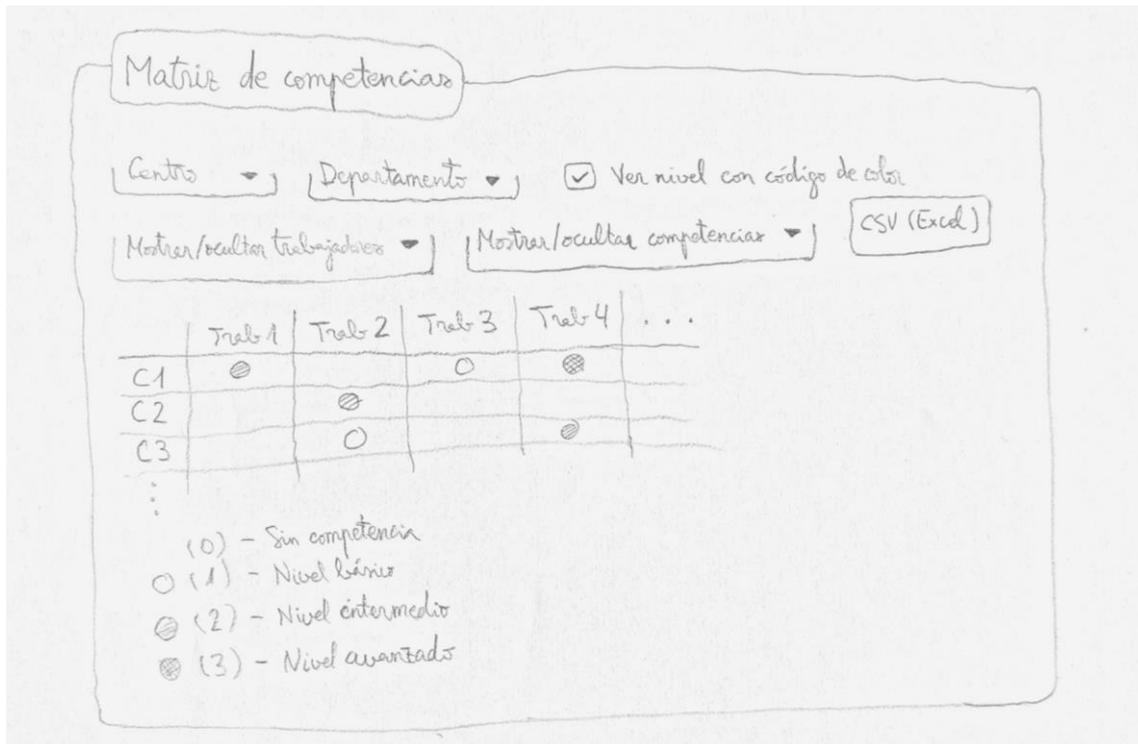 Matriz de competencias
Centro Departamento Ver nivel con código de color
Mostrar/ocultar trabajadores Mostrar/ocultar competencias CSV (Excel)
Trab 1 Trab 2 Trab 3 Trab 4 ...
C1
C2
C3
(0) - Sin competencia
(1) - Nivel básico
(2) - Nivel intermedio
(3) - Nivel avanzado